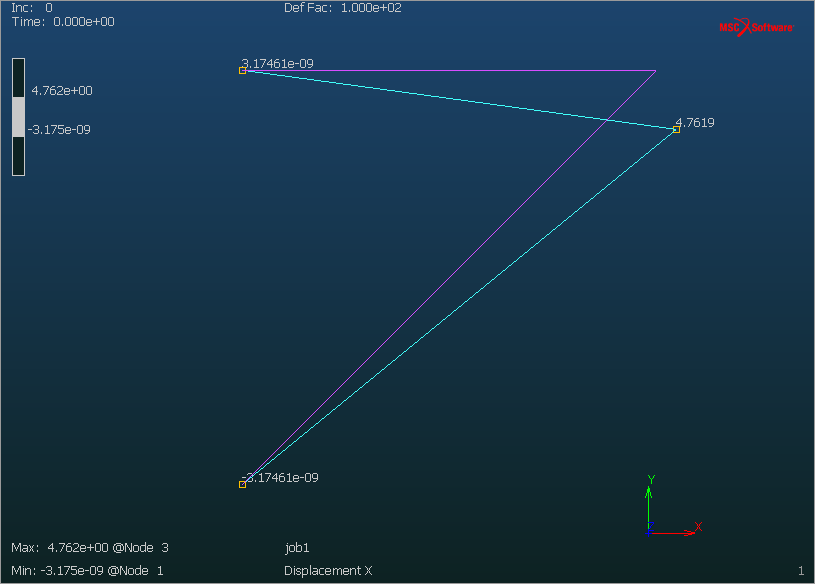 Inc: 0
Def Fac: 1.000e+02
Time: 0.000e+00
MSC Software
3.17461e-09
4.762e+00
-3.175e-09
4.7619
-3.17461e-09
Y
Z
X
Max: 4.762e+00 @Node 3
job1
Min: -3.175e-09 @Node 1
Displacement X
1